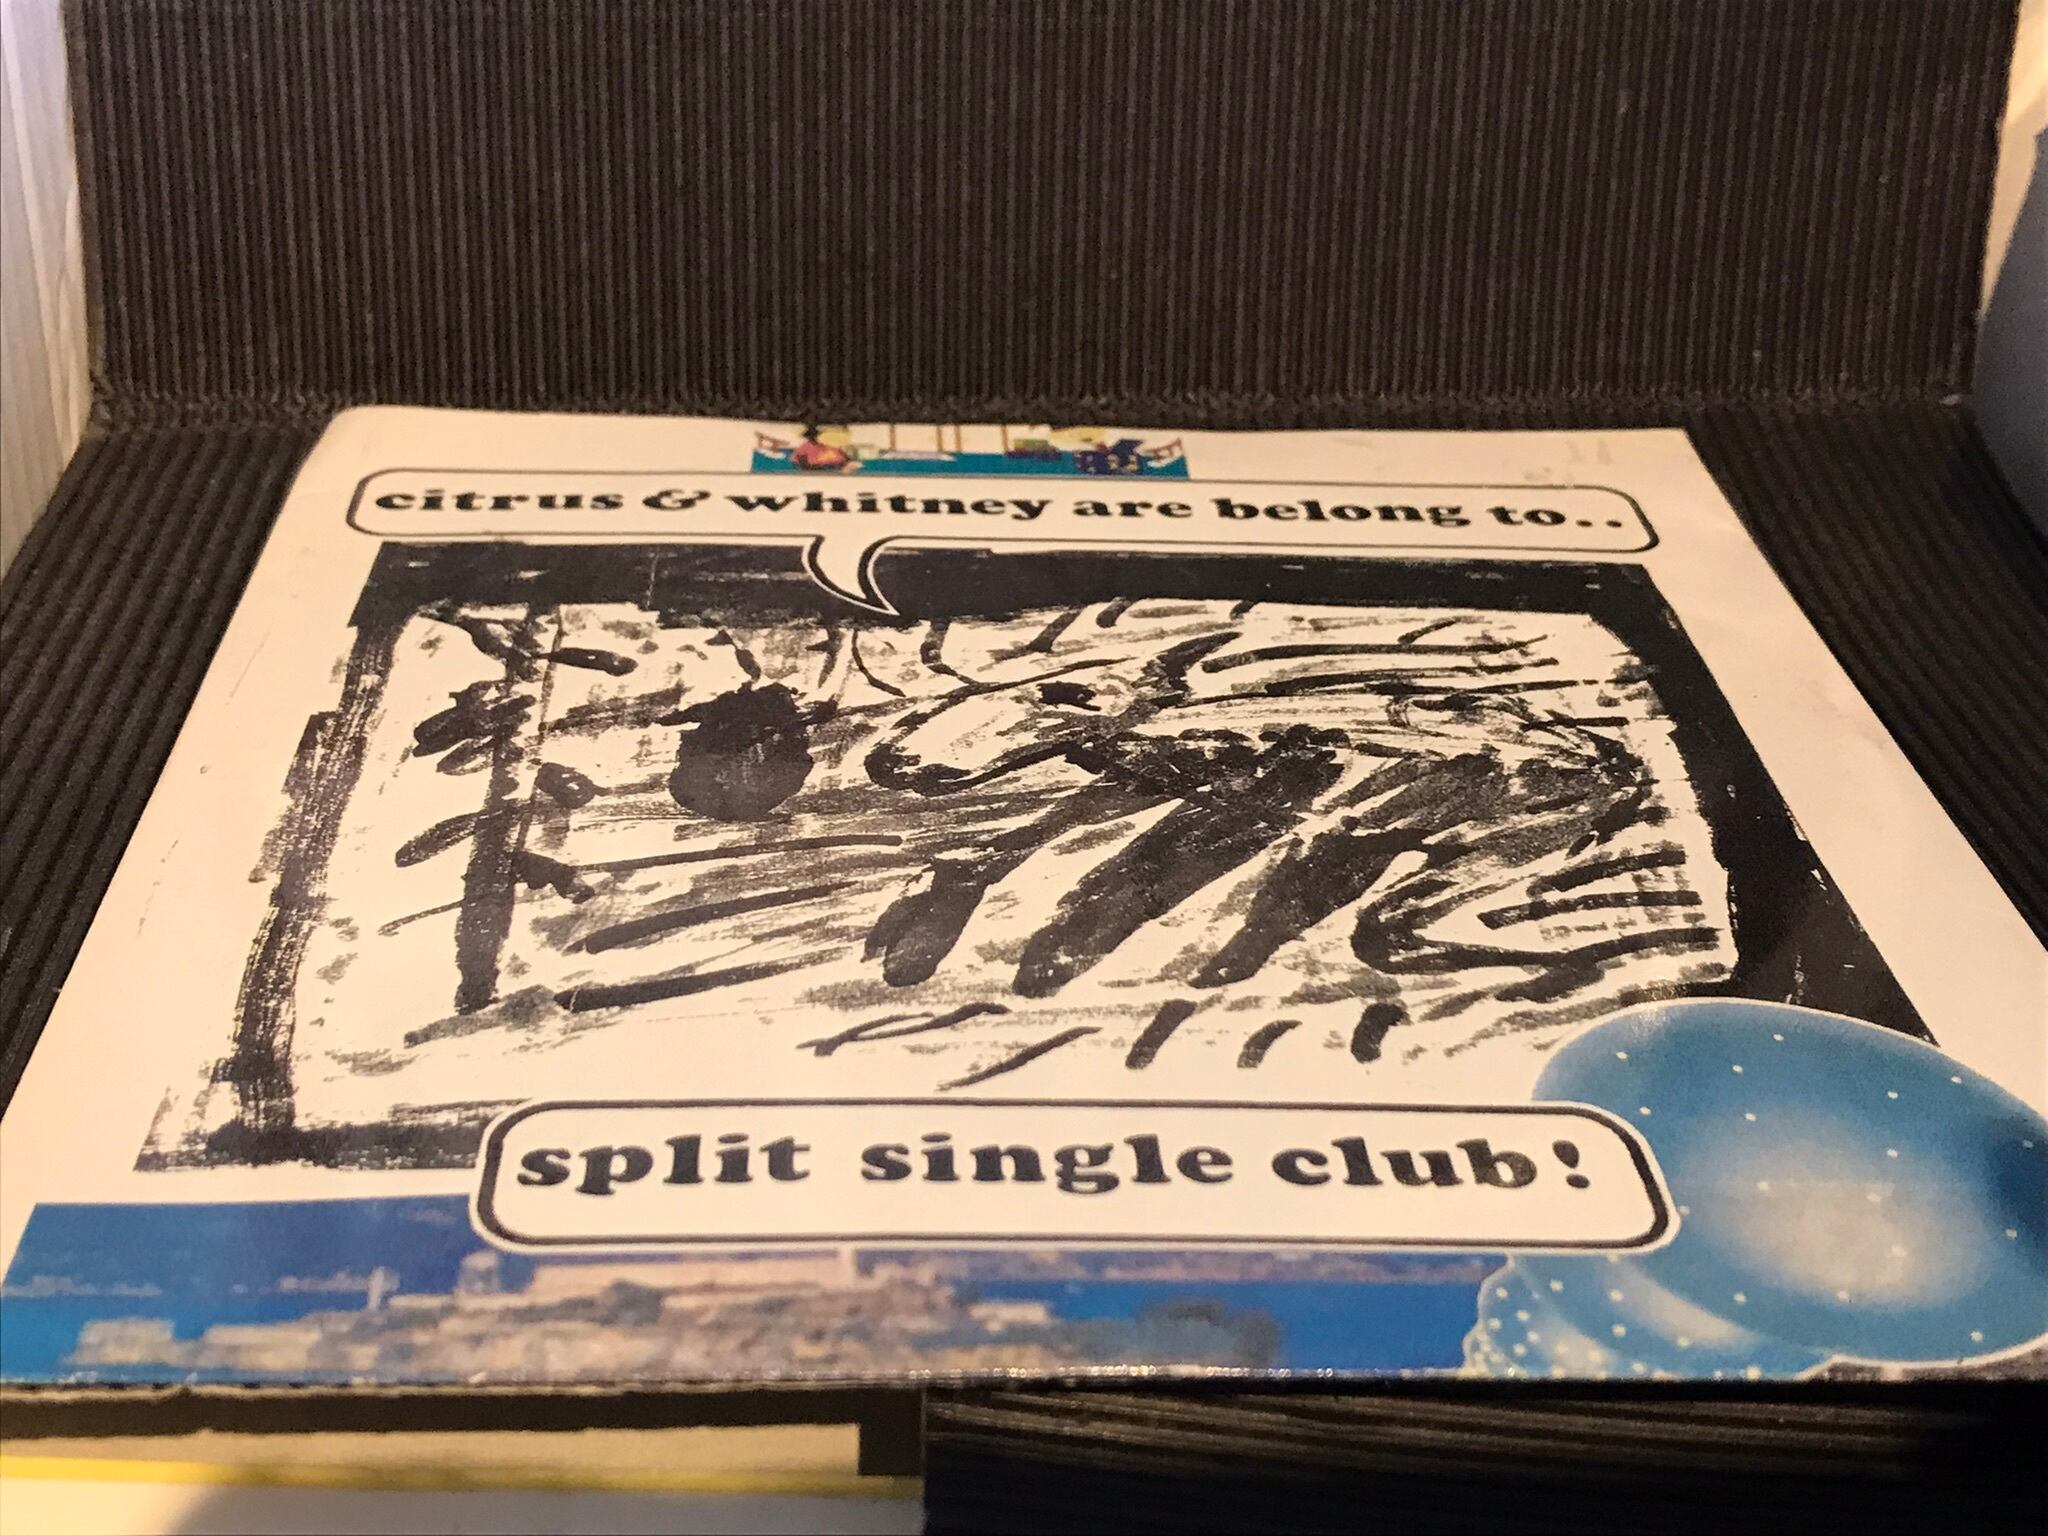 citrus & whitney are belong to..
split single club!